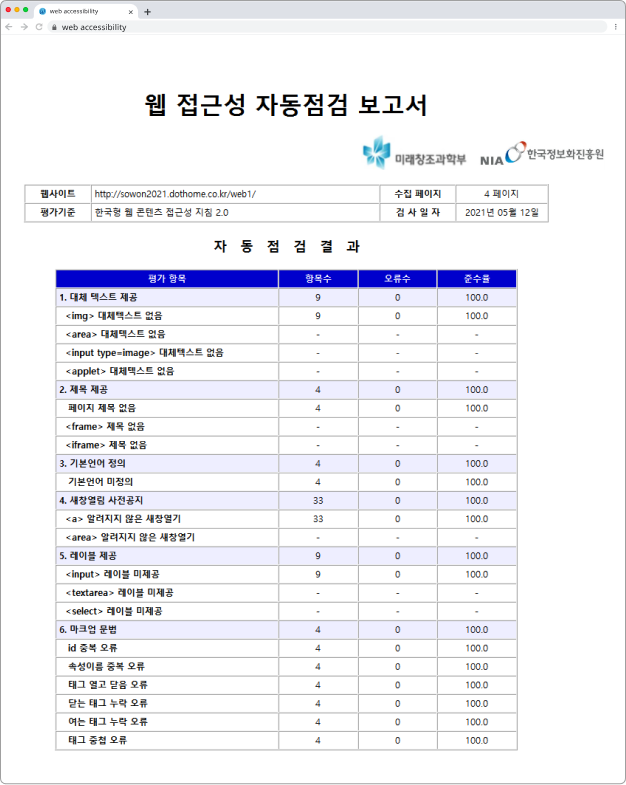 web accessibility
web accessibility
웹 접근성 자동점검 보고서
미래창조과학부 NIA 한국정보화진흥원
웹사이트 http://sowon2021.dothome.co.kr/web1/ 수집 페이지 4 페이지
평가기준 한국형 웹 콘텐츠 접근성 지침 2.0 검 사 일 자 2021년 05월 12일
자 동 점 검 결 과
평가 항목 항목수 오류수 준수율
1. 대체 텍스트 제공 9 0 100.0
<img> 대체텍스트 없음 9 0 100.0
<area> 대체텍스트 없음 - - -
<input type=image> 대체텍스트 없음 - - -
<applet> 대체텍스트 없음 - - -
2. 제목 제공 4 0 100.0
페이지 제목 없음 4 0 100.0
<frame> 제목 없음 - - -
<iframe> 제목 없음 - - -
3. 기본언어 정의 4 0 100.0
기본언어 미정의 4 0 100.0
4. 새창열림 사전공지 33 0 100.0
<a> 알려지지 않은 새창열기 33 0 100.0
<area> 알려지지 않은 새창열기 - - -
5. 레이블 제공 9 0 100.0
<input> 레이블 미제공 9 0 100.0
<textarea> 레이블 미제공 - - -
<select> 레이블 미제공 - - -
6. 마크업 문법 4 0 100.0
id 중복 오류 4 0 100.0
속성이름 중복 오류 4 0 100.0
태그 열고 닫음 오류 4 0 100.0
닫는 태그 누락 오류 4 0 100.0
여는 태그 누락 오류 4 0 100.0
태그 중첩 오류 4 0 100.0